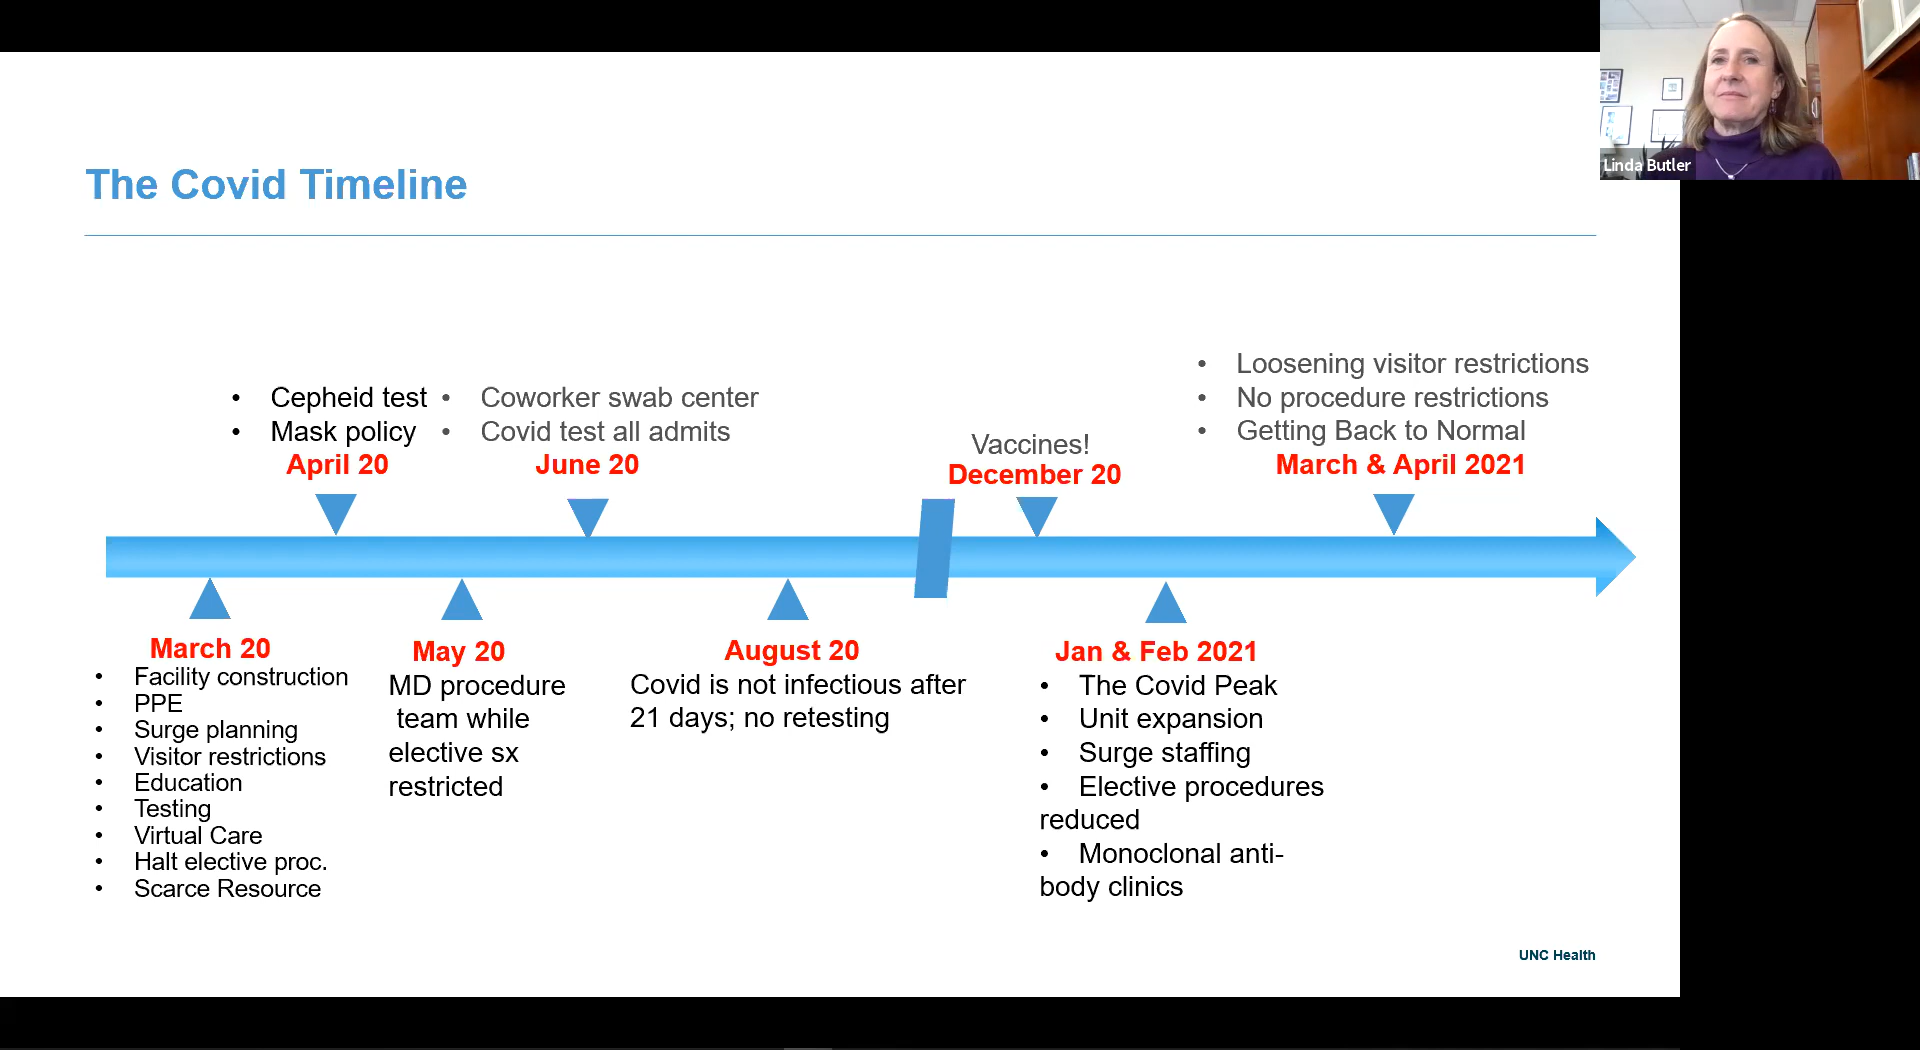 Linda Butler
The Covid Timeline
• Cepheid test
• Mask policy
April 20
• Coworker swab center
• Covid test all admits
June 20
Vaccines!
December 20
• Loosening visitor restrictions
• No procedure restrictions
• Getting Back to Normal
March & April 2021
March 20
• Facility construction
• PPE
• Surge planning
• Visitor restrictions
• Education
• Testing
• Virtual Care
• Halt elective proc.
• Scarce Resource
May 20
MD procedure
team while
elective sx
restricted
August 20
Covid is not infectious after
21 days; no retesting
Jan & Feb 2021
• The Covid Peak
• Unit expansion
• Surge staffing
• Elective procedures
reduced
• Monoclonal anti-
body clinics
UNC Health